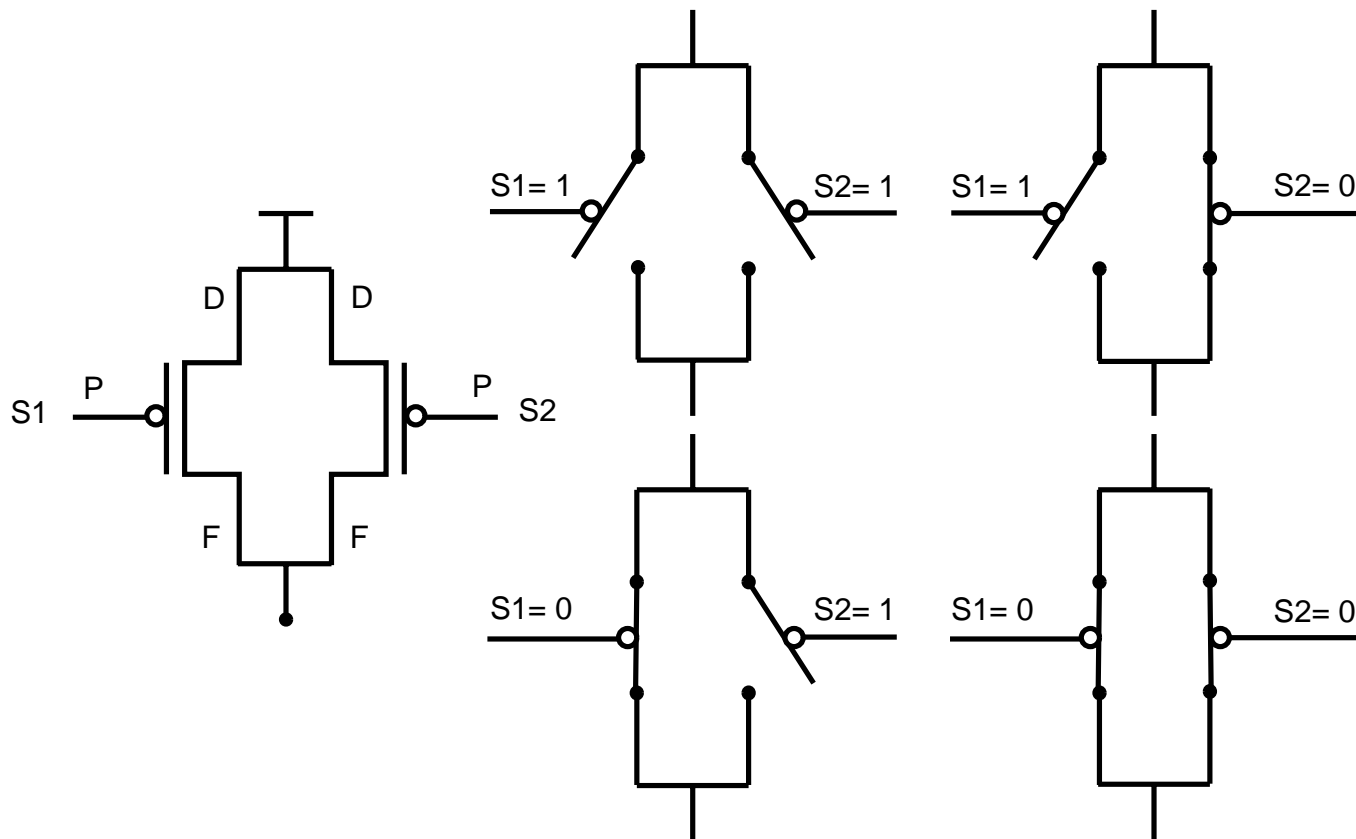 D D
P P
S1 S2
F F
S1= 1 S2= 1
S1= 1 S2= 0
S1= 0 S2= 1
S1= 0 S2= 0